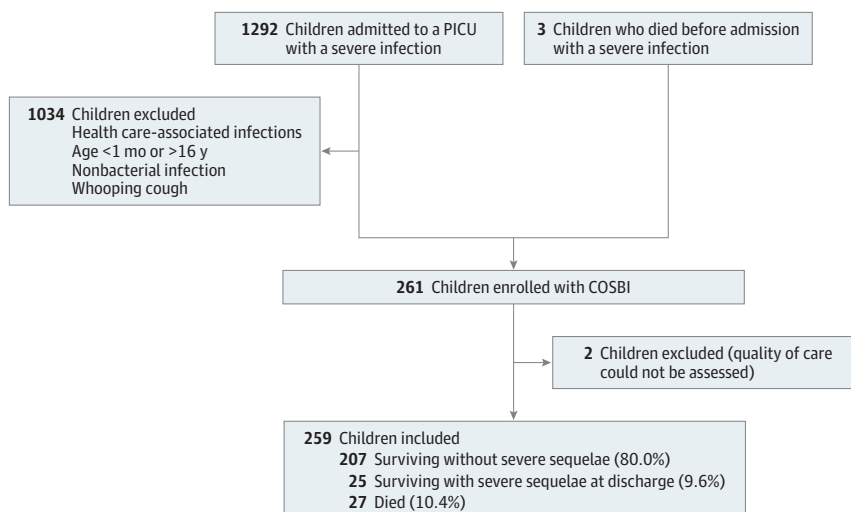 1292 Children admitted to a PICU
with a severe infection
3 Children who died before admission
with a severe infection
1034 Children excluded
Health care-associated infections
Age <1 mo or >16 y
Nonbacterial infection
Whooping cough
261 Children enrolled with COSBI
2 Children excluded (quality of care
could not be assessed)
259 Children included
207 Surviving without severe sequelae (80.0%)
25 Surviving with severe sequelae at discharge (9.6%)
27 Died (10.4%)